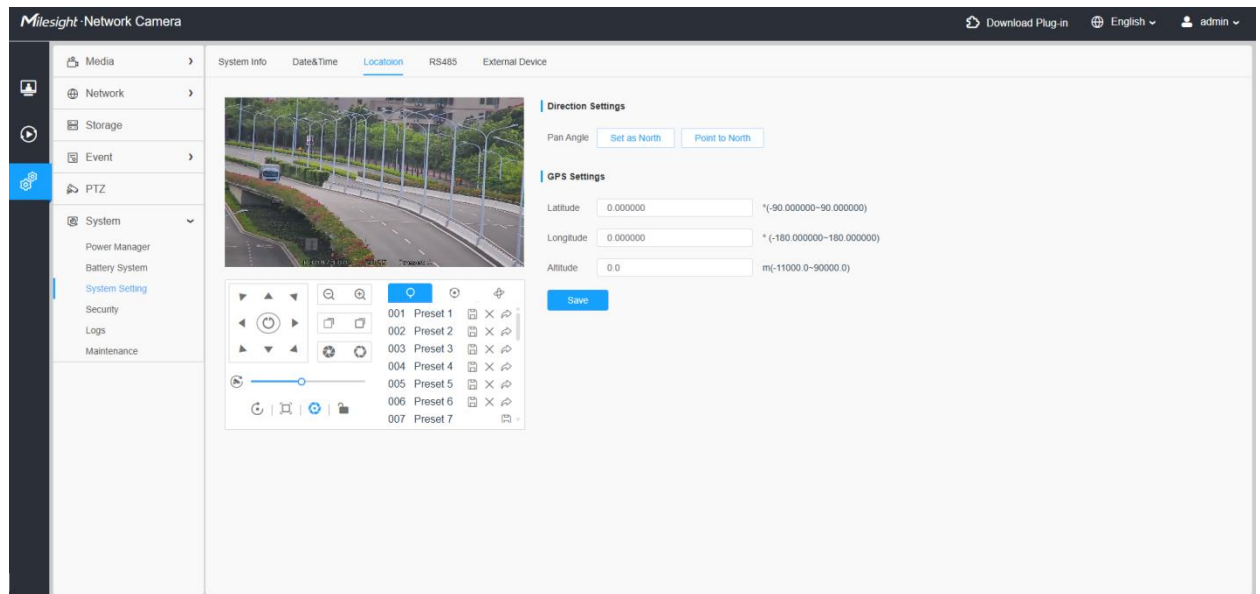 Milesight · Network Camera
Download Plug-in
English
admin
Media
Network
Storage
Event
PTZ
System
Power Manager
Battery System
System Setting
Security
Logs
Maintenance
System Info Date&Time Locatoion RS485 External Device
Direction Settings
Pan Angle Set as North Point to North
GPS Settings
Latitude 0.000000 *(-90.000000~90.000000)
Longitude 0.000000 * (-180.000000~180.000000)
Altitude 0.0 m(-11000.0~90000.0)
Save
001 Preset 1
002 Preset 2
003 Preset 3
004 Preset 4
005 Preset 5
006 Preset 6
007 Preset 7